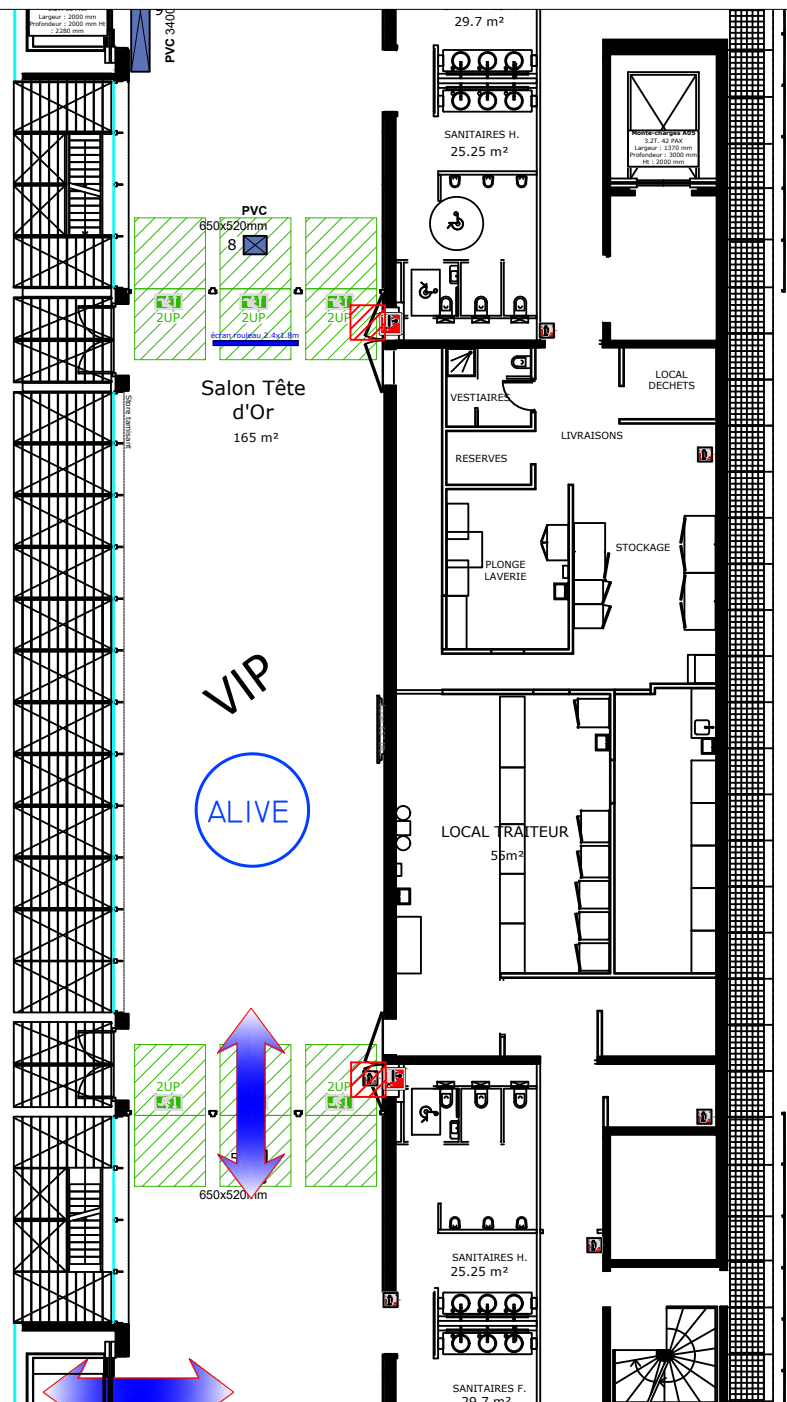 Largeur : 2000 mm
Profondeur : 2000 mm Ht
: 2280 mm
PVC 3400
29.7 m²
SANITAIRES H.
25.25 m²
Monte-charges A05
3.2T. 42 PAX
Largeur : 1370 mm
Profondeur : 3000 mm
Ht : 2000 mm
PVC
650x520mm
8
2UP
2UP
2UP
écran rouleau 2.4x1.8m
Salon Tête
d'Or
165 m²
Store tamisant
VESTIAIRES
LOCAL
DECHETS
LIVRAISONS
RESERVES
PLONGE
LAVERIE
STOCKAGE
VIP
ALIVE
LOCAL TRAITEUR
55m²
2UP
2UP
650x520mm
SANITAIRES H.
25.25 m²
SANITAIRES F.
29.7 m²